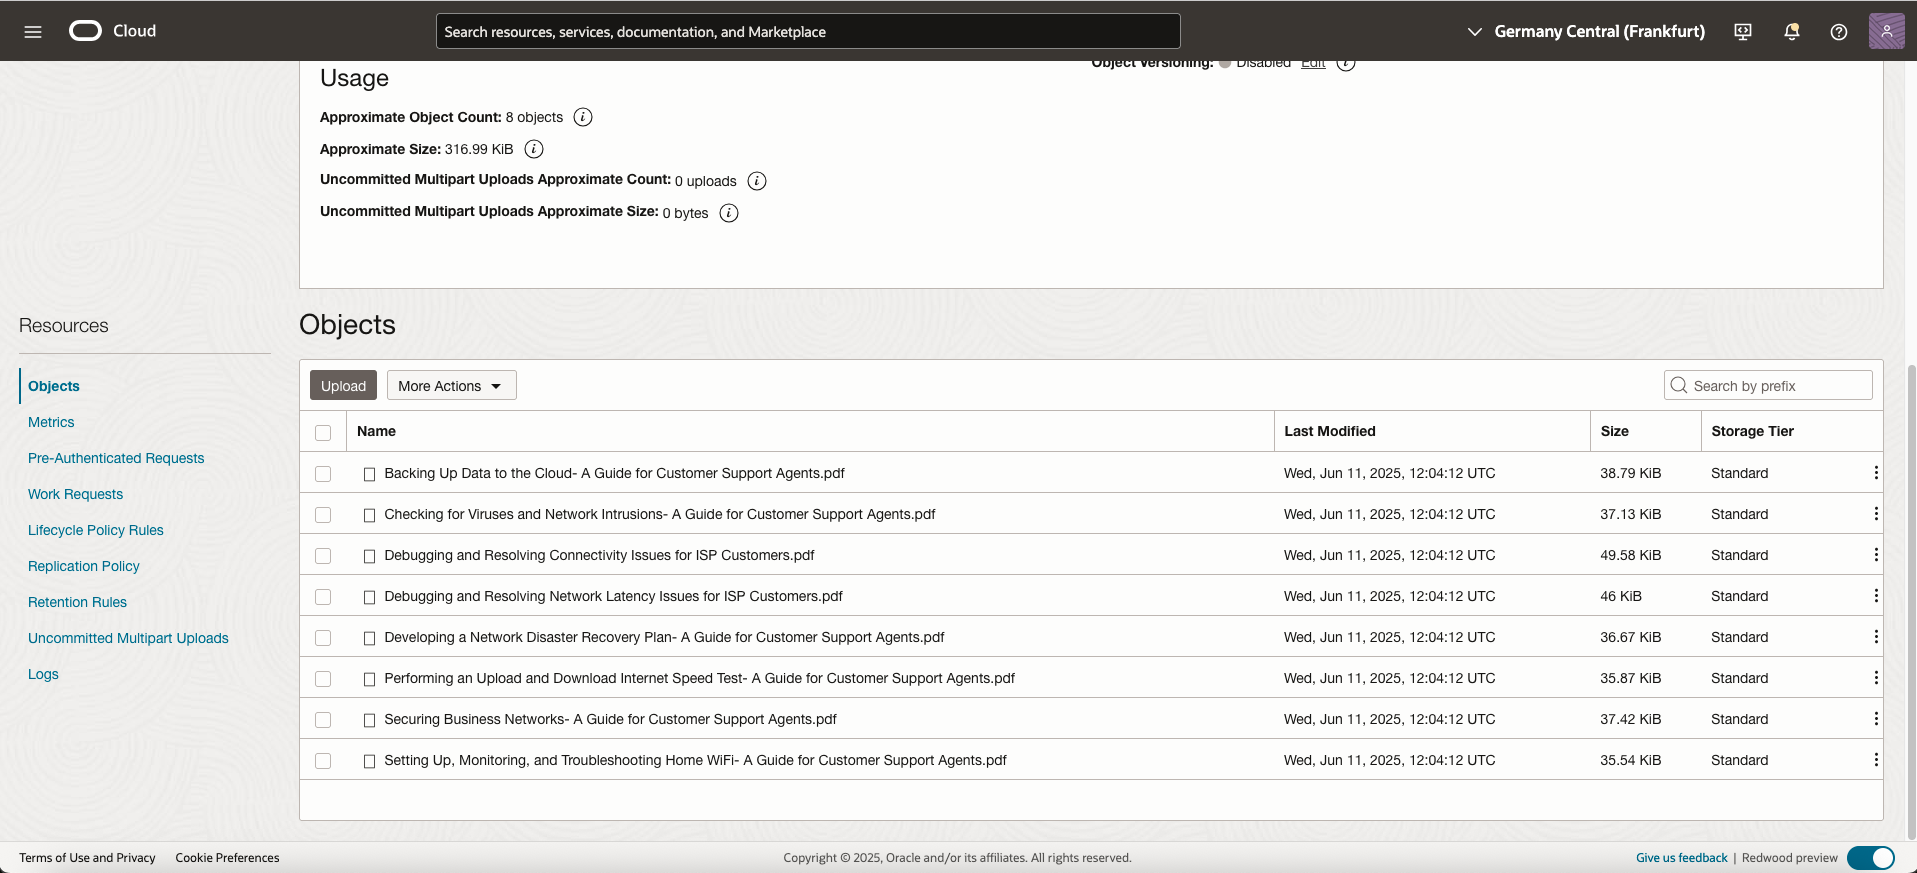 Cloud
Search resources, services, documentation, and Marketplace
Germany Central (Frankfurt)
Object Versioning: Disabled Edit
Usage
Approximate Object Count: 8 objects
Approximate Size: 316.99 KiB
Uncommitted Multipart Uploads Approximate Count: 0 uploads
Uncommitted Multipart Uploads Approximate Size: 0 bytes
Resources
Objects
Metrics
Pre-Authenticated Requests
Work Requests
Lifecycle Policy Rules
Replication Policy
Retention Rules
Uncommitted Multipart Uploads
Logs
Objects
Upload More Actions Search by prefix
Name Last Modified Size Storage Tier
Backing Up Data to the Cloud- A Guide for Customer Support Agents.pdf Wed, Jun 11, 2025, 12:04:12 UTC 38.79 KiB Standard
Checking for Viruses and Network Intrusions- A Guide for Customer Support Agents.pdf Wed, Jun 11, 2025, 12:04:12 UTC 37.13 KiB Standard
Debugging and Resolving Connectivity Issues for ISP Customers.pdf Wed, Jun 11, 2025, 12:04:12 UTC 49.58 KiB Standard
Debugging and Resolving Network Latency Issues for ISP Customers.pdf Wed, Jun 11, 2025, 12:04:12 UTC 46 KiB Standard
Developing a Network Disaster Recovery Plan- A Guide for Customer Support Agents.pdf Wed, Jun 11, 2025, 12:04:12 UTC 36.67 KiB Standard
Performing an Upload and Download Internet Speed Test- A Guide for Customer Support Agents.pdf Wed, Jun 11, 2025, 12:04:12 UTC 35.87 KiB Standard
Securing Business Networks- A Guide for Customer Support Agents.pdf Wed, Jun 11, 2025, 12:04:12 UTC 37.42 KiB Standard
Setting Up, Monitoring, and Troubleshooting Home WiFi- A Guide for Customer Support Agents.pdf Wed, Jun 11, 2025, 12:04:12 UTC 35.54 KiB Standard
Terms of Use and Privacy Cookie Preferences
Copyright © 2025, Oracle and/or its affiliates. All rights reserved.
Give us feedback | Redwood preview